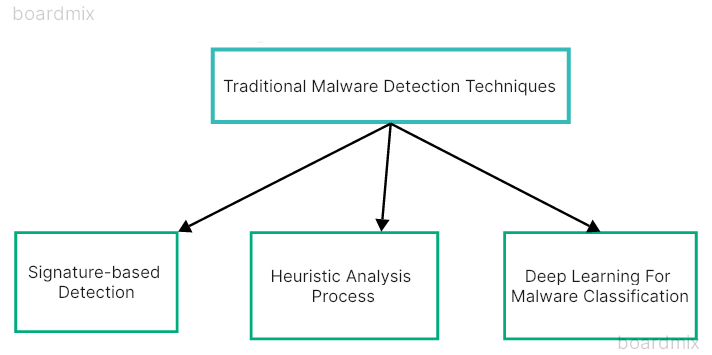 boardmix
Traditional Malware Detection Techniques
Signature-based
Detection
Heuristic Analysis
Process
Deep Learning For
Malware Classification
boardmix